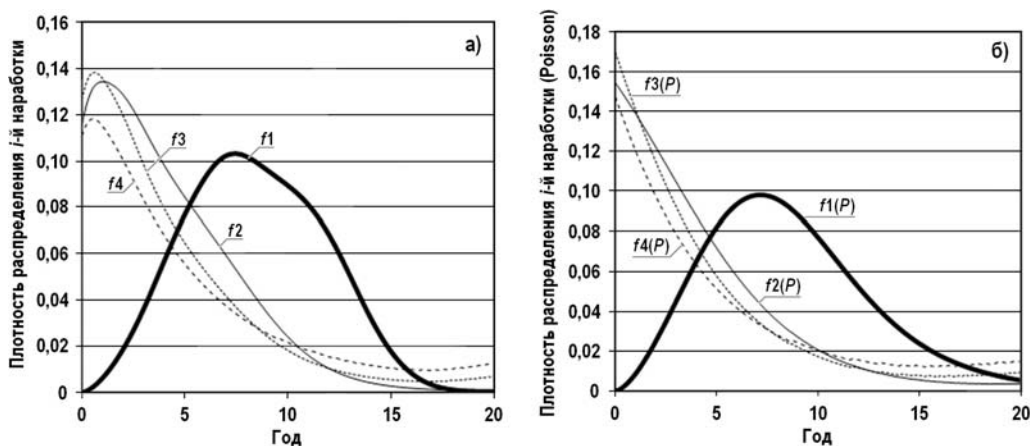 Плотность распределения i-й наработки
0,16
0,14
0,12
0,10
0,08
0,06
0,04
0,02
0
а)
f1
f3
f4
f2
0
5
10
15
20
Год
Плотность распределения i-й наработки (Poisson)
0,18
0,16
0,14
0,12
0,10
0,08
0,06
0,04
0,02
0
б)
f3(P)
f1(P)
f4(P)
f2(P)
0
5
10
15
20
Год